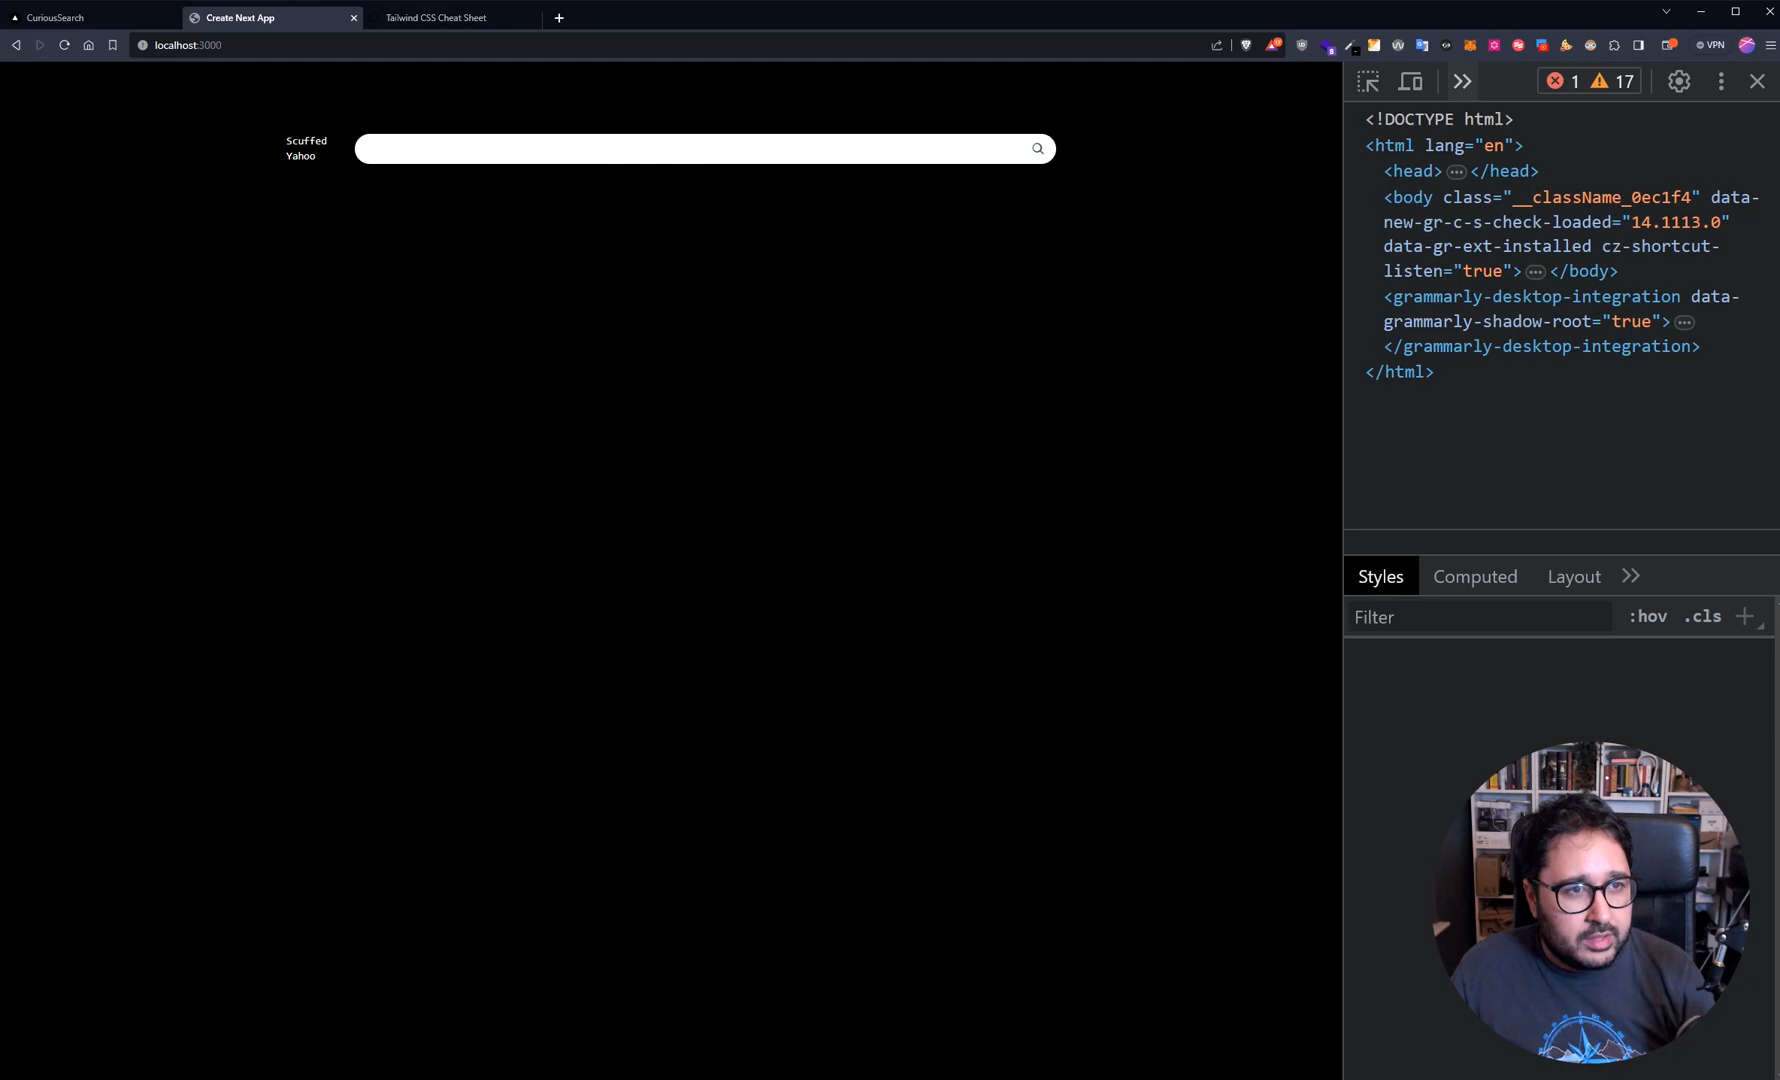 CuriousSearch
Create Next App
Tailwind CSS Cheat Sheet
localhost:3000
VPN
1
17
Scuffed
Yahoo
<!DOCTYPE html>
<html lang="en">
<head>
</head>
<body class="__className_0ec1f4" data-
new-gr-c-s-check-loaded="14.1113.0"
data-gr-ext-installed cz-shortcut-
listen="true">
</body>
<grammarly-desktop-integration data-
grammarly-shadow-root="true">
</grammarly-desktop-integration>
</html>
Styles
Computed
Layout
Filter
:hov
.cls